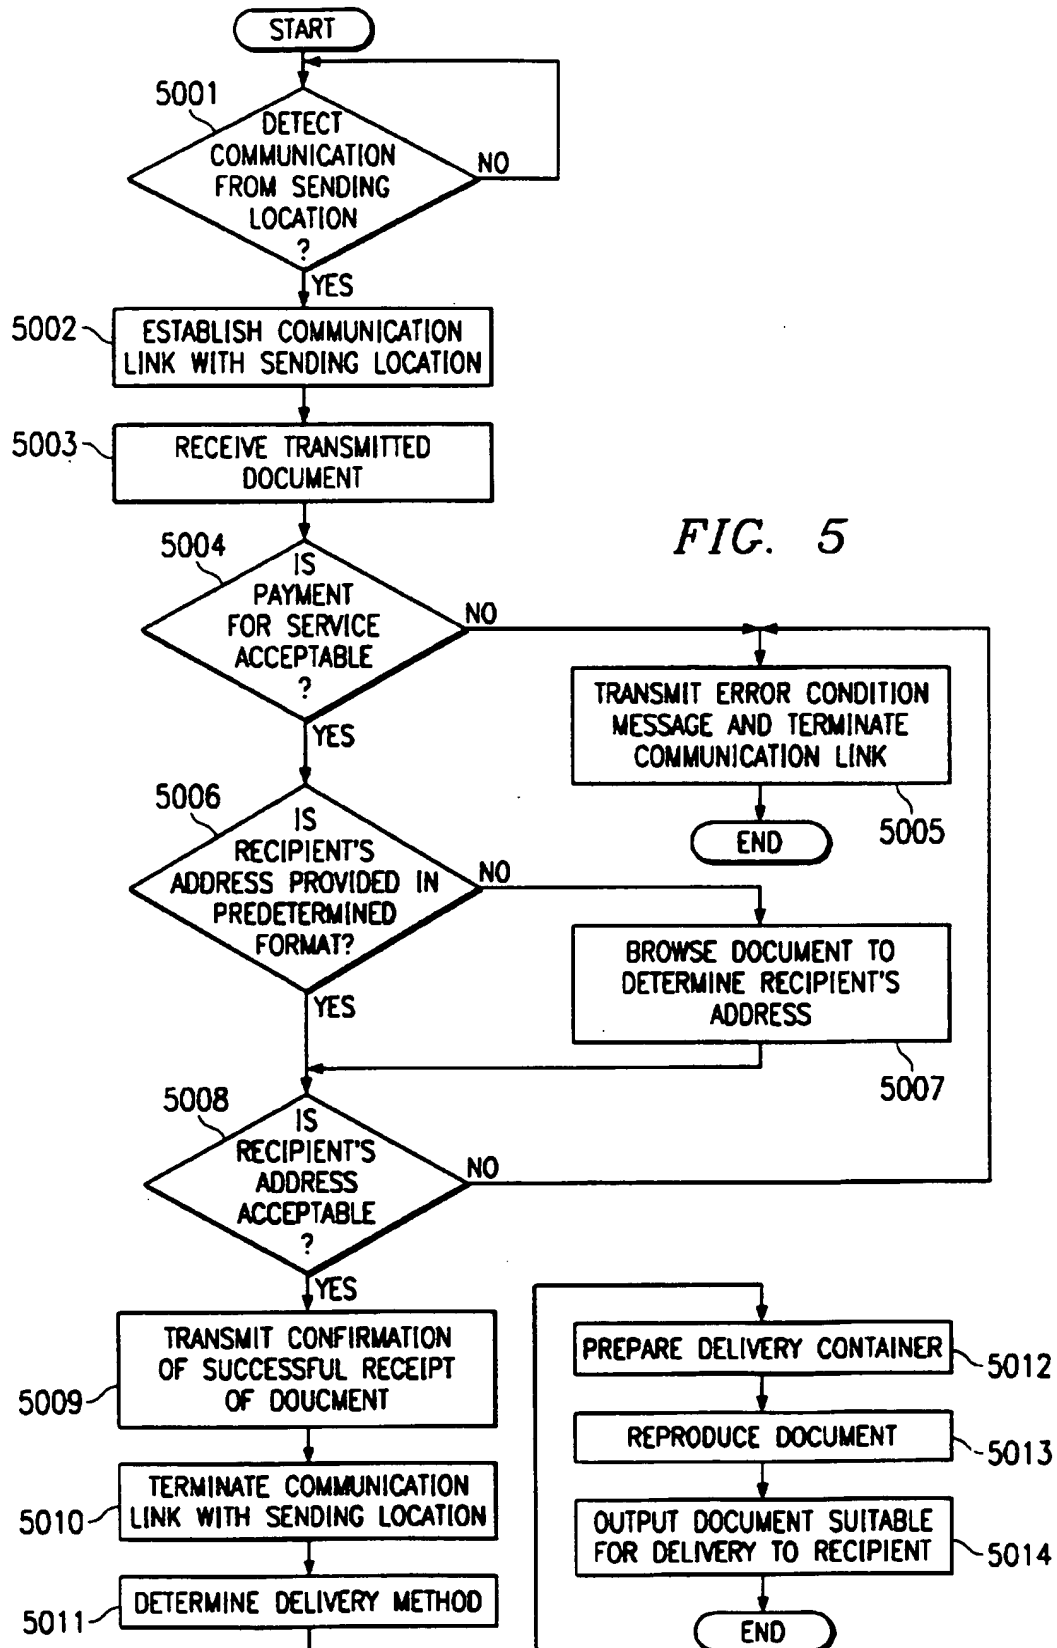 START
5001
DETECT
COMMUNICATION
FROM SENDING
LOCATION
?
NO
YES
5002
ESTABLISH COMMUNICATION
LINK WITH SENDING LOCATION
5003
RECEIVE TRANSMITTED
DOCUMENT
FIG. 5
5004
IS
PAYMENT
FOR SERVICE
ACCEPTABLE
?
NO
YES
TRANSMIT ERROR CONDITION
MESSAGE AND TERMINATE
COMMUNICATION LINK
5005
END
5006
IS
RECIPIENT'S
ADDRESS PROVIDED IN
PREDETERMINED
FORMAT?
NO
YES
BROWSE DOCUMENT TO
DETERMINE RECIPIENT'S
ADDRESS
5007
5008
IS
RECIPIENT'S
ADDRESS
ACCEPTABLE
?
NO
YES
TRANSMIT CONFIRMATION
OF SUCCESSFUL RECEIPT
OF DOUCMENT
5009
TERMINATE COMMUNICATION
LINK WITH SENDING LOCATION
5010
DETERMINE DELIVERY METHOD
5011
PREPARE DELIVERY CONTAINER
5012
REPRODUCE DOCUMENT
5013
OUTPUT DOCUMENT SUITABLE
FOR DELIVERY TO RECIPIENT
5014
END